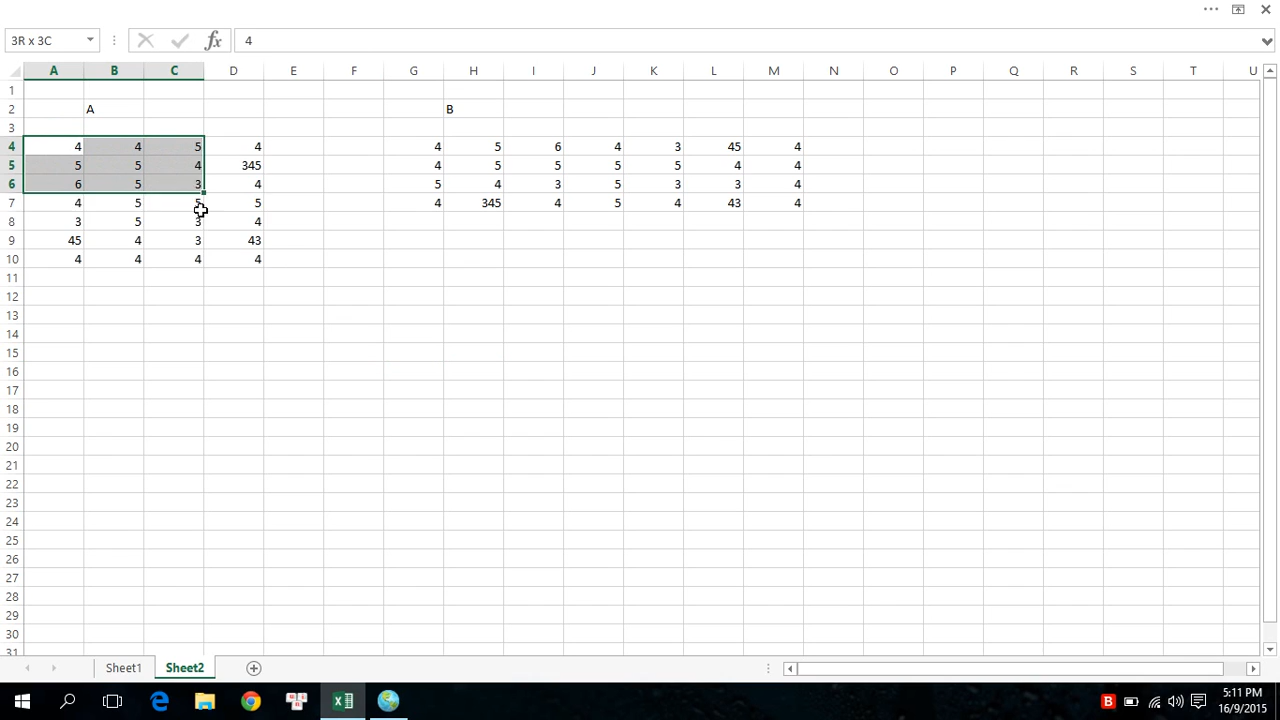 3R x 3C fx 4
A B C D E F G H I J K L M N O P Q R S T U
1
2 A B
3
4 4 4 5 4 4 5 6 4 3 45 4
5 5 5 4 345 4 5 5 5 5 4 4
6 6 5 3 4 5 4 3 5 3 3 4
7 4 5 5 5 4 345 4 5 4 43 4
8 3 5 3 4
9 45 4 3 43
10 4 4 4 4
11
12
13
14
15
16
17
18
19
20
21
22
23
24
25
26
27
28
29
30
31
Sheet1 Sheet2
5:11 PM
16/9/2015